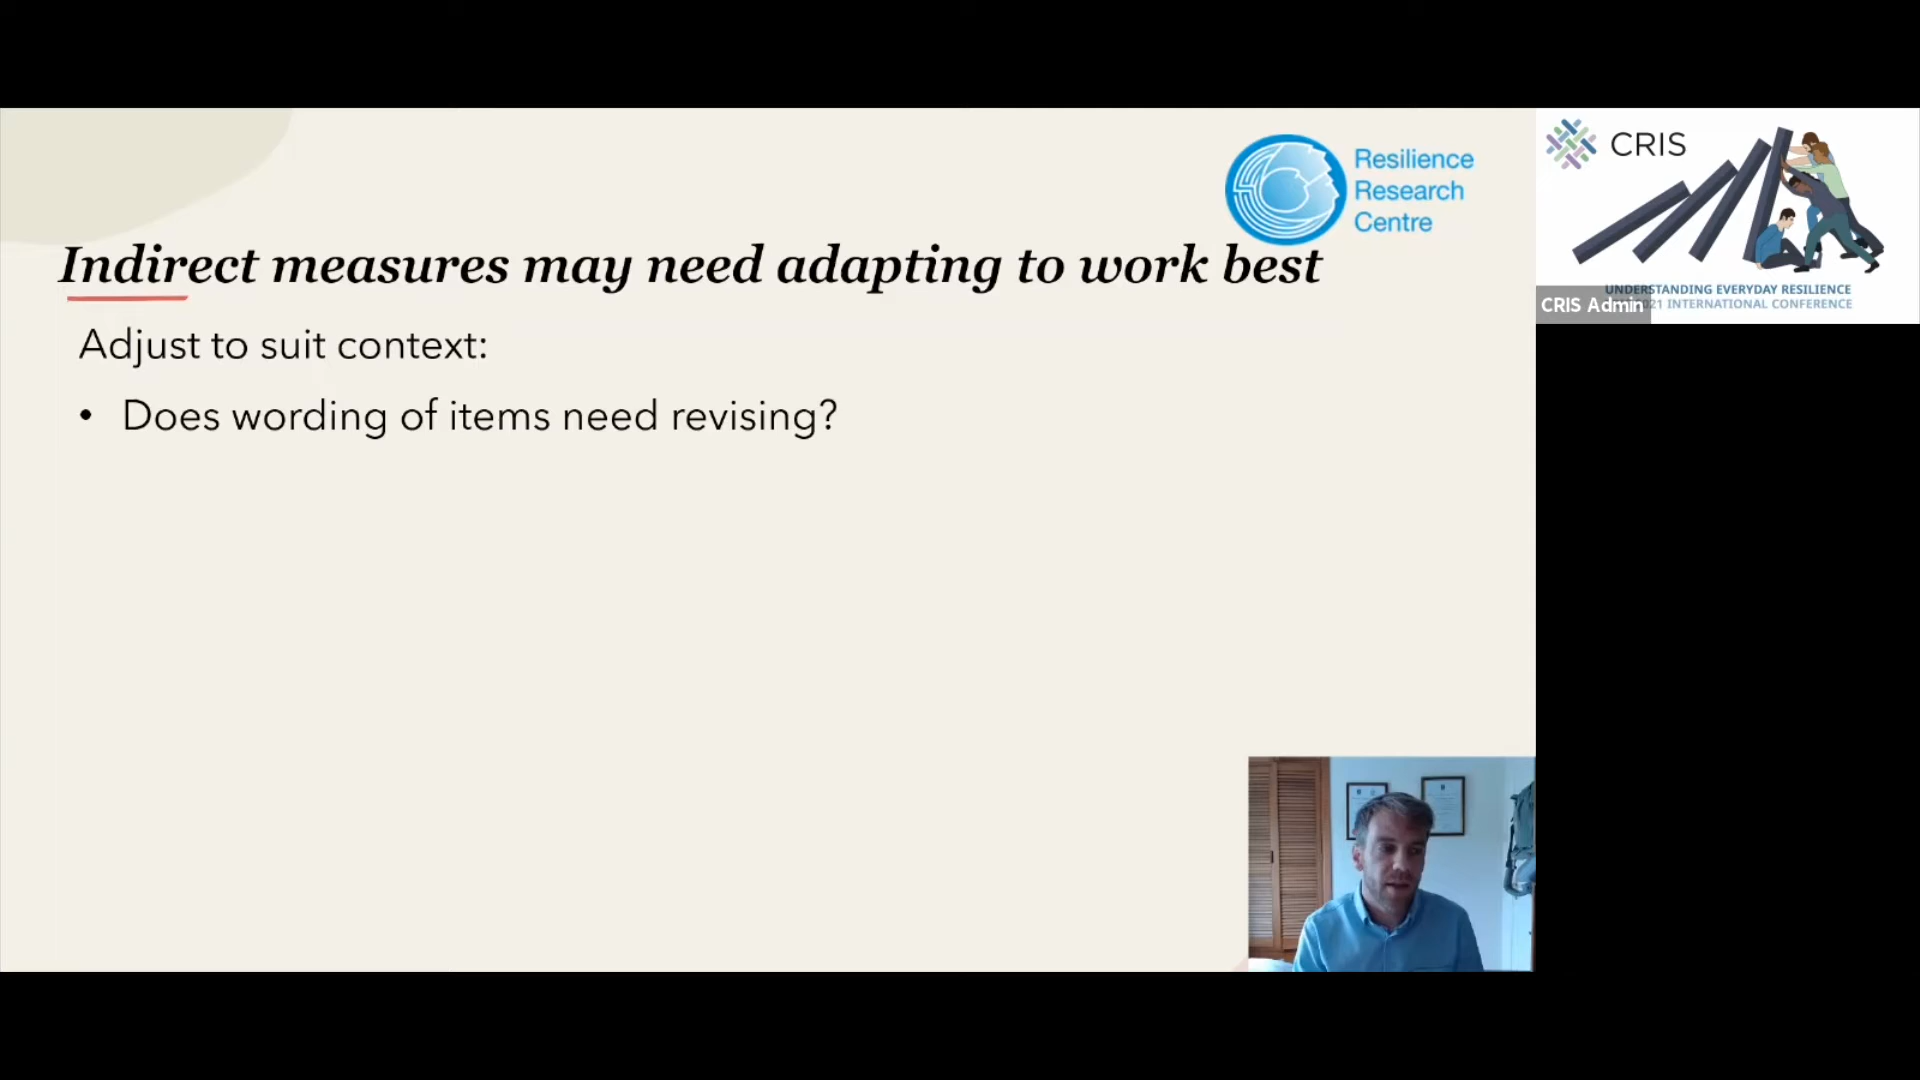 Resilience
Research
Centre
Indirect measures may need adapting to work best
Adjust to suit context:
• Does wording of items need revising?
CRIS
UNDERSTANDING EVERYDAY RESILIENCE
021 INTERNATIONAL CONFERENCE
CRIS Admin